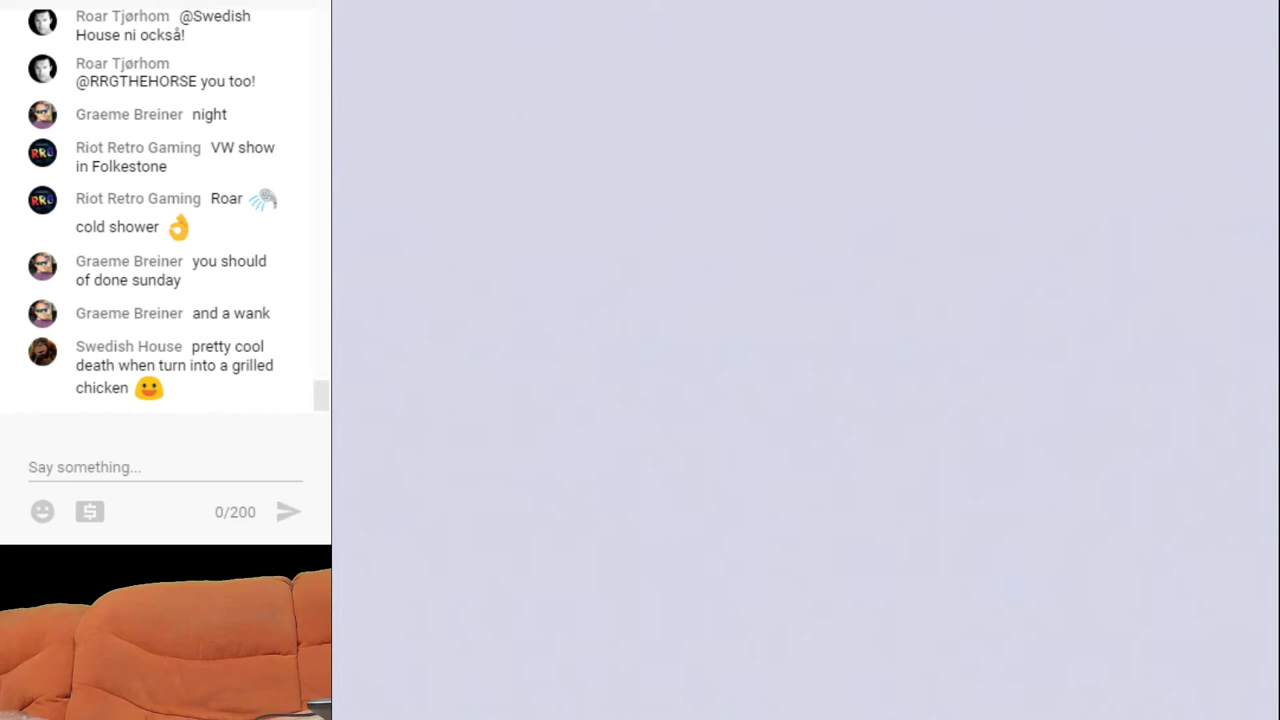 Roar Tjørhom @Swedish
House ni också!
Roar Tjørhom
@RRGTHEHORSE you too!
Graeme Breiner night
Riot Retro Gaming VW show
in Folkestone
Riot Retro Gaming Roar
cold shower
Graeme Breiner you should
of done sunday
Graeme Breiner and a wank
Swedish House pretty cool
death when turn into a grilled
chicken
Say something...
0/200